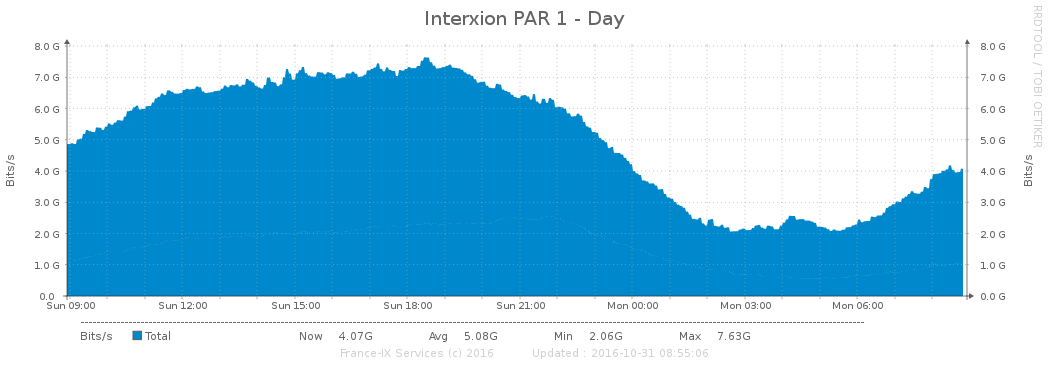 Interxion PAR 1 - Day
RRDTOOL / TOBI OETIKER
8.0 G 8.0 G
7.0 G 7.0 G
6.0 G 6.0 G
5.0 G 5.0 G
4.0 G 4.0 G
3.0 G 3.0 G
2.0 G 2.0 G
1.0 G 1.0 G
0.0 0.0 G
Bits/s
Bits/s
Sun 09:00 Sun 12:00 Sun 15:00 Sun 18:00 Sun 21:00 Mon 00:00 Mon 03:00 Mon 06:00
Bits/s Total Now 4.07G Avg 5.08G Min 2.06G Max 7.63G
France-IX Services (c) 2016 Updated : 2016-10-31 08:55:06